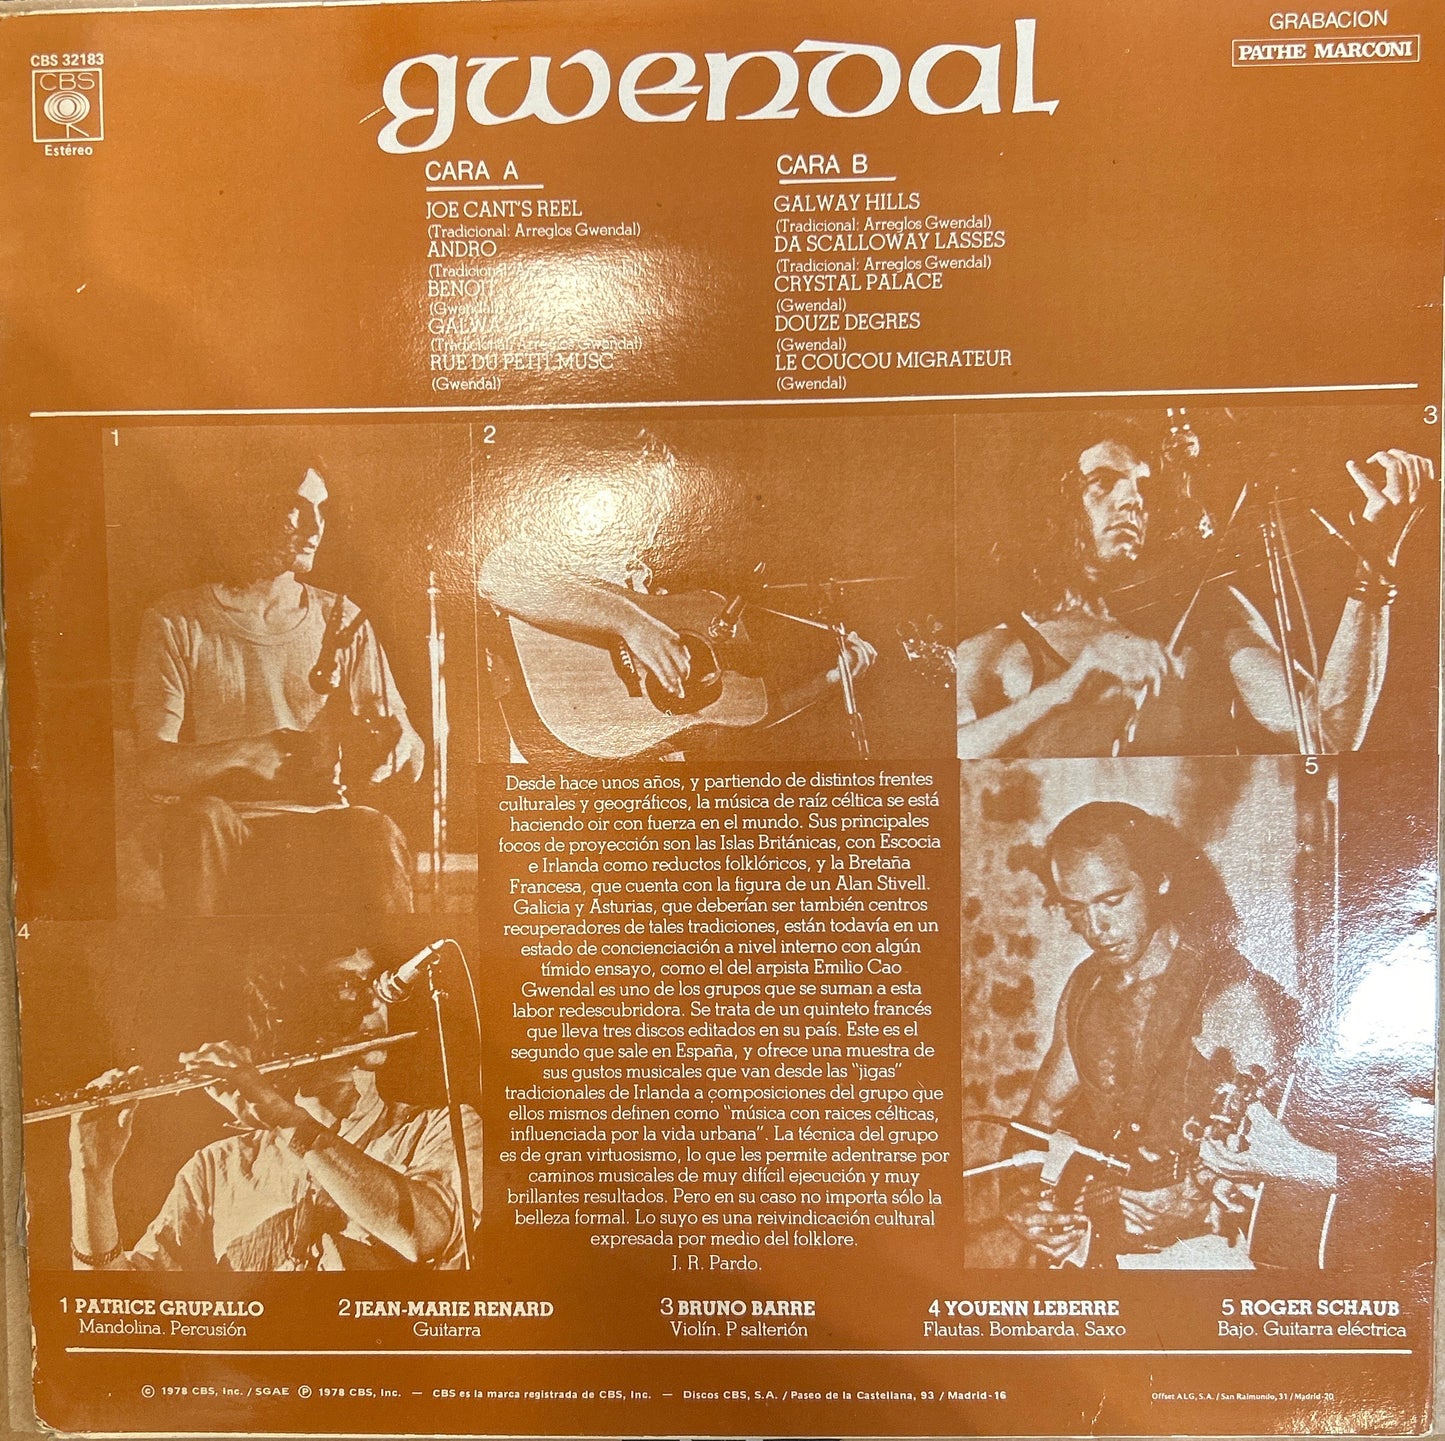 CBS 32183
CBS
Estéreo
gwendal
GRABACION
PATHE MARCONI
CARA A
JOE CANT'S REEL
(Tradicional: Arreglos Gwendal)
ANDRO
(Tradicional: Arreglos Gwendal)
BENOIT
(Gwendal)
GALWAY
(Tradicional: Arreglos Gwendal)
RUE DU PETIT MUSC
(Gwendal)
CARA B
GALWAY HILLS
(Tradicional: Arreglos Gwendal)
DA SCALLOWAY LASSES
(Tradicional: Arreglos Gwendal)
CRYSTAL PALACE
(Gwendal)
DOUZE DEGRES
(Gwendal)
LE COUCOU MIGRATEUR
(Gwendal)
1
2
3
4
5
Desde hace unos años, y partiendo de distintos frentes
culturales y geográficos, la música de raíz céltica se está
haciendo oir con fuerza en el mundo. Sus principales
focos de proyección son las Islas Británicas, con Escocia
e Irlanda como reductos folklóricos, y la Bretaña
Francesa, que cuenta con la figura de un Alan Stivell.
Galicia y Asturias, que deberían ser también centros
recuperadores de tales tradiciones, están todavía en un
estado de concienciación a nivel interno con algún
tímido ensayo, como el del arpista Emilio Cao
Gwendal es uno de los grupos que se suman a esta
labor redescubridora. Se trata de un quinteto francés
que lleva tres discos editados en su país. Este es el
segundo que sale en España, y ofrece una muestra de
sus gustos musicales que van desde las "jigas"
tradicionales de Irlanda a composiciones del grupo que
ellos mismos definen como "música con raices célticas,
influenciada por la vida urbana". La técnica del grupo
es de gran virtuosismo, lo que les permite adentrarse por
caminos musicales de muy difícil ejecución y muy
brillantes resultados. Pero en su caso no importa sólo la
belleza formal. Lo suyo es una reivindicación cultural
expresada por medio del folklore.
J. R. Pardo.
1 PATRICE GRUPALLO
Mandolina. Percusión
2 JEAN-MARIE RENARD
Guitarra
3 BRUNO BARRE
Violín. P salterión
4 YOUENN LEBERRE
Flautas. Bombarda. Saxo
5 ROGER SCHAUB
Bajo. Guitarra eléctrica
© 1978 CBS, Inc. / SGAE ℗ 1978 CBS, Inc. — CBS es la marca registrada de CBS, Inc. — Discos CBS, S.A. / Paseo de la Castellana, 93 / Madrid-16
Offset ALG, S.A. / San Raimundo, 31 / Madrid-20